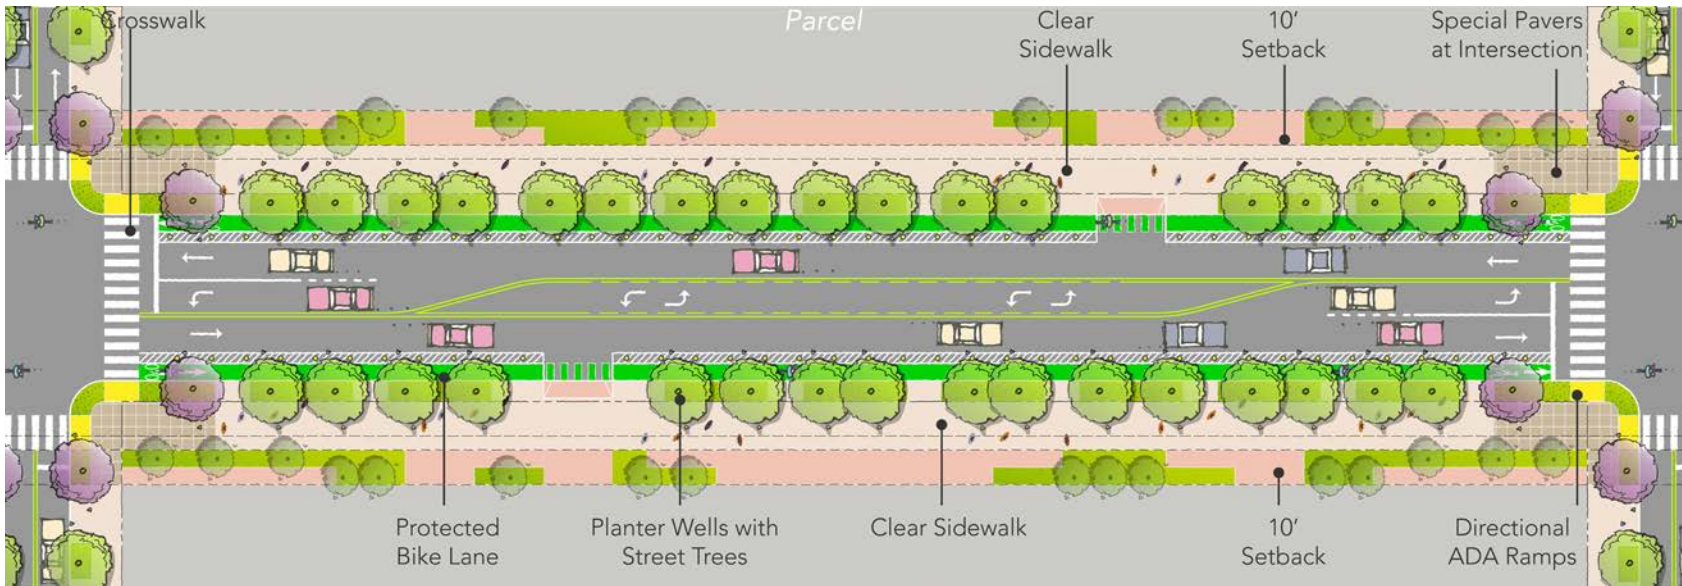 Crosswalk
Parcel
Clear
Sidewalk
10’
Setback
Special Pavers
at Intersection
Protected
Bike Lane
Planter Wells with
Street Trees
Clear Sidewalk
10’
Setback
Directional
ADA Ramps